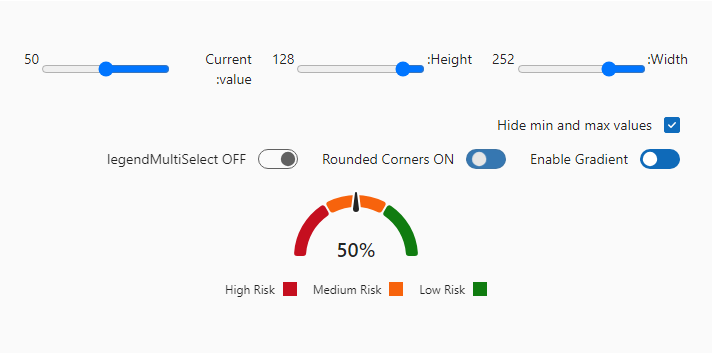 :Width
252
:Height
128
Current
:value
50
Hide min and max values
Enable Gradient
Rounded Corners ON
legendMultiSelect OFF
50%
Low Risk
Medium Risk
High Risk